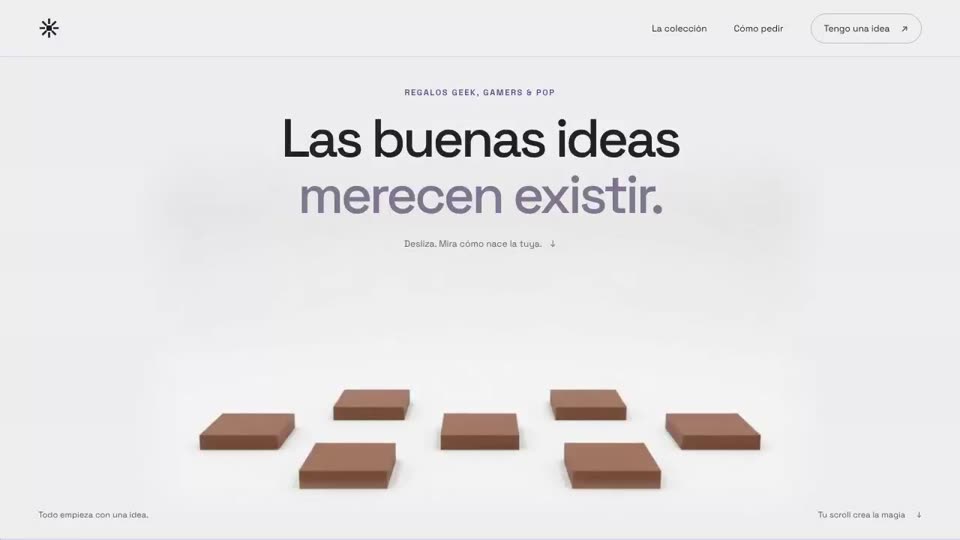 La colección
Cómo pedir
Tengo una idea ↗
REGALOS GEEK, GAMERS & POP
Las buenas ideas
merecen existir.
Desliza. Mira cómo nace la tuya. ↓
Todo empieza con una idea.
Tu scroll crea la magia ↓